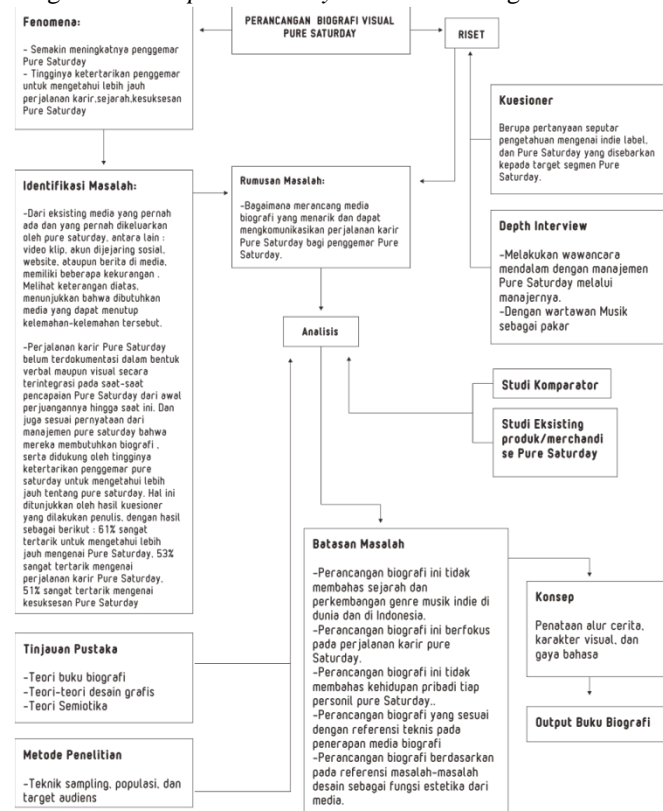 PERANCANGAN BIOGRAFI VISUAL
PURE SATURDAY
Fenomena:
- Semakin meningkatnya penggemar
Pure Saturday
- Tingginya ketertarikan penggemar
untuk mengetahui lebih jauh
perjalanan karir,sejarah,kesuksesan
Pure Saturday
RISET
Kuesioner
Berupa pertanyaan seputar
pengetahuan mengenai indie label,
dan Pure Saturday yang disebarkan
kepada target segmen Pure
Saturday.
Depth Interview
-Melakukan wawancara
mendalam dengan manajemen
Pure Saturday melalui
manajernya.
-Dengan wartawan Musik
sebagai pakar
Identifikasi Masalah:
-Dari eksisting media yang pernah
ada dan yang pernah dikeluarkan
oleh pure saturday, antara lain :
video klip, akun dijejaring sosial,
website, ataupun berita di media,
memiliki beberapa kekurangan .
Melihat keterangan diatas,
menunjukkan bahwa dibutuhkan
media yang dapat menutup
kelemahan-kelemahan tersebut.
-Perjalanan karir Pure Saturday
belum terdokumentasi dalam bentuk
verbal maupun visual secara
terintegrasi pada saat-saat
pencapaian Pure Saturday dari awal
perjuangannya hingga saat ini. Dan
juga sesuai pernyataan dari
manajemen pure saturday bahwa
mereka membutuhkan biografi ,
serta didukung oleh tingginya
ketertarikan penggemar pure
saturday untuk mengetahui lebih
jauh tentang pure saturday. Hal ini
ditunjukkan oleh hasil kuesioner
yang dilakukan penulis, dengan hasil
sebagai berikut : 61% sangat
tertarik untuk mengetahui lebih
jauh mengenai Pure Saturday, 53%
sangat tertarik mengenai
perjalanan karir Pure Saturday,
51% sangat tertarik mengenai
kesuksesan Pure Saturday
Rumusan Masalah:
-Bagaimana merancang media
biografi yang menarik dan dapat
mengkomunikasikan perjalanan karir
Pure Saturday bagi penggemar Pure
Saturday.
Analisis
Studi Komparator
Studi Eksisting
produk/merchandi
se Pure Saturday
Tinjauan Pustaka
-Teori buku biografi
-Teori-teori desain grafis
-Teori Semiotika
Metode Penelitian
-Teknik sampling, populasi, dan
target audiens
Batasan Masalah
-Perancangan biografi ini tidak
membahas sejarah dan
perkembangan genre musik indie di
dunia dan di Indonesia.
-Perancangan biografi ini berfokus
pada perjalanan karir pure
Saturday.
-Perancangan biografi ini tidak
membahas kehidupan pribadi tiap
personil pure Saturday..
-Perancangan biografi yang sesuai
dengan referensi teknis pada
penerapan media biografi
-Perancangan biografi berdasarkan
pada referensi masalah-masalah
desain sebagai fungsi estetika dari
media.
Konsep
Penataan alur cerita,
karakter visual, dan
gaya bahasa
Output Buku Biografi